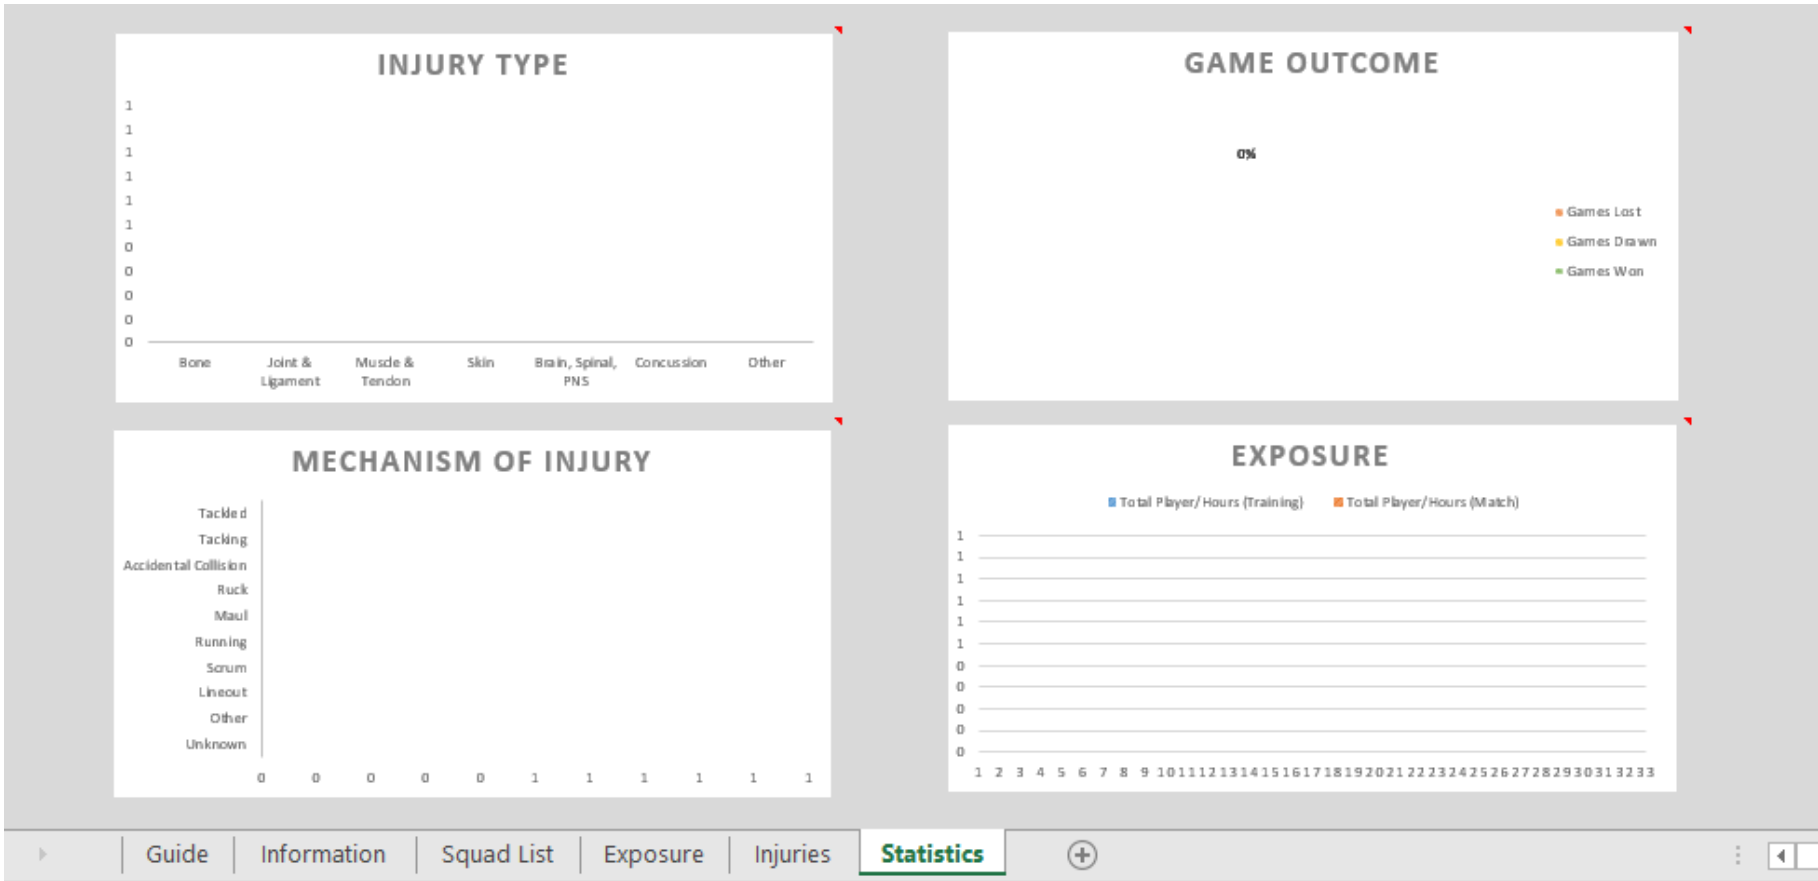 INJURY TYPE
1
1
1
1
1
1
0
0
0
0
0
Bone Joint & Muscle & Skin Brain, Spinal, Concussion Other
Ligament Tendon PNS
GAME OUTCOME
0%
Games Lost
Games Drawn
Games Won
MECHANISM OF INJURY
Tackled
Tacking
Accidental Collision
Ruck
Maul
Running
Scrum
Lineout
Other
Unknown
0 0 0 0 0 1 1 1 1 1 1
EXPOSURE
Total Player/Hours (Training) Total Player/Hours (Match)
1
1
1
1
1
1
0
0
0
0
0
1 2 3 4 5 6 7 8 9 10 11 12 13 14 15 16 17 18 19 20 21 22 23 24 25 26 27 28 29 30 31 32 33
Guide Information Squad List Exposure Injuries Statistics